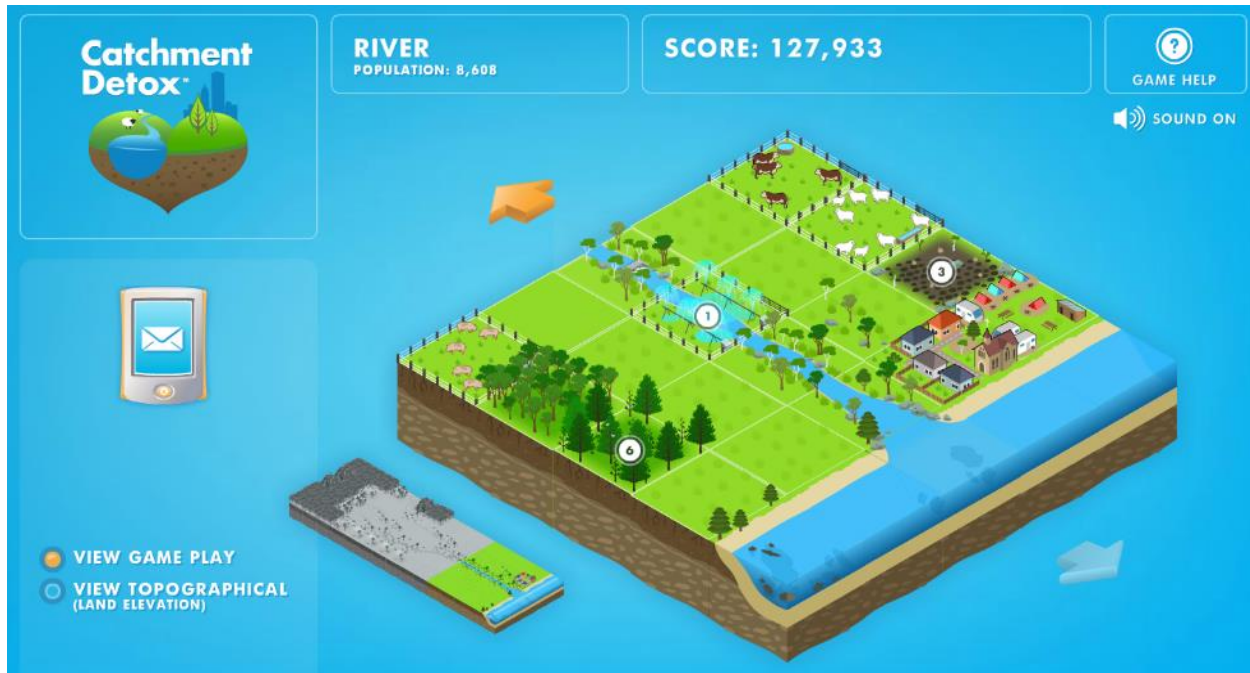 Catchment
Detox™
RIVER
POPULATION: 8,608
SCORE: 127,933
?
GAME HELP
SOUND ON
3
1
6
VIEW GAME PLAY
VIEW TOPOGRAPHICAL
(LAND ELEVATION)